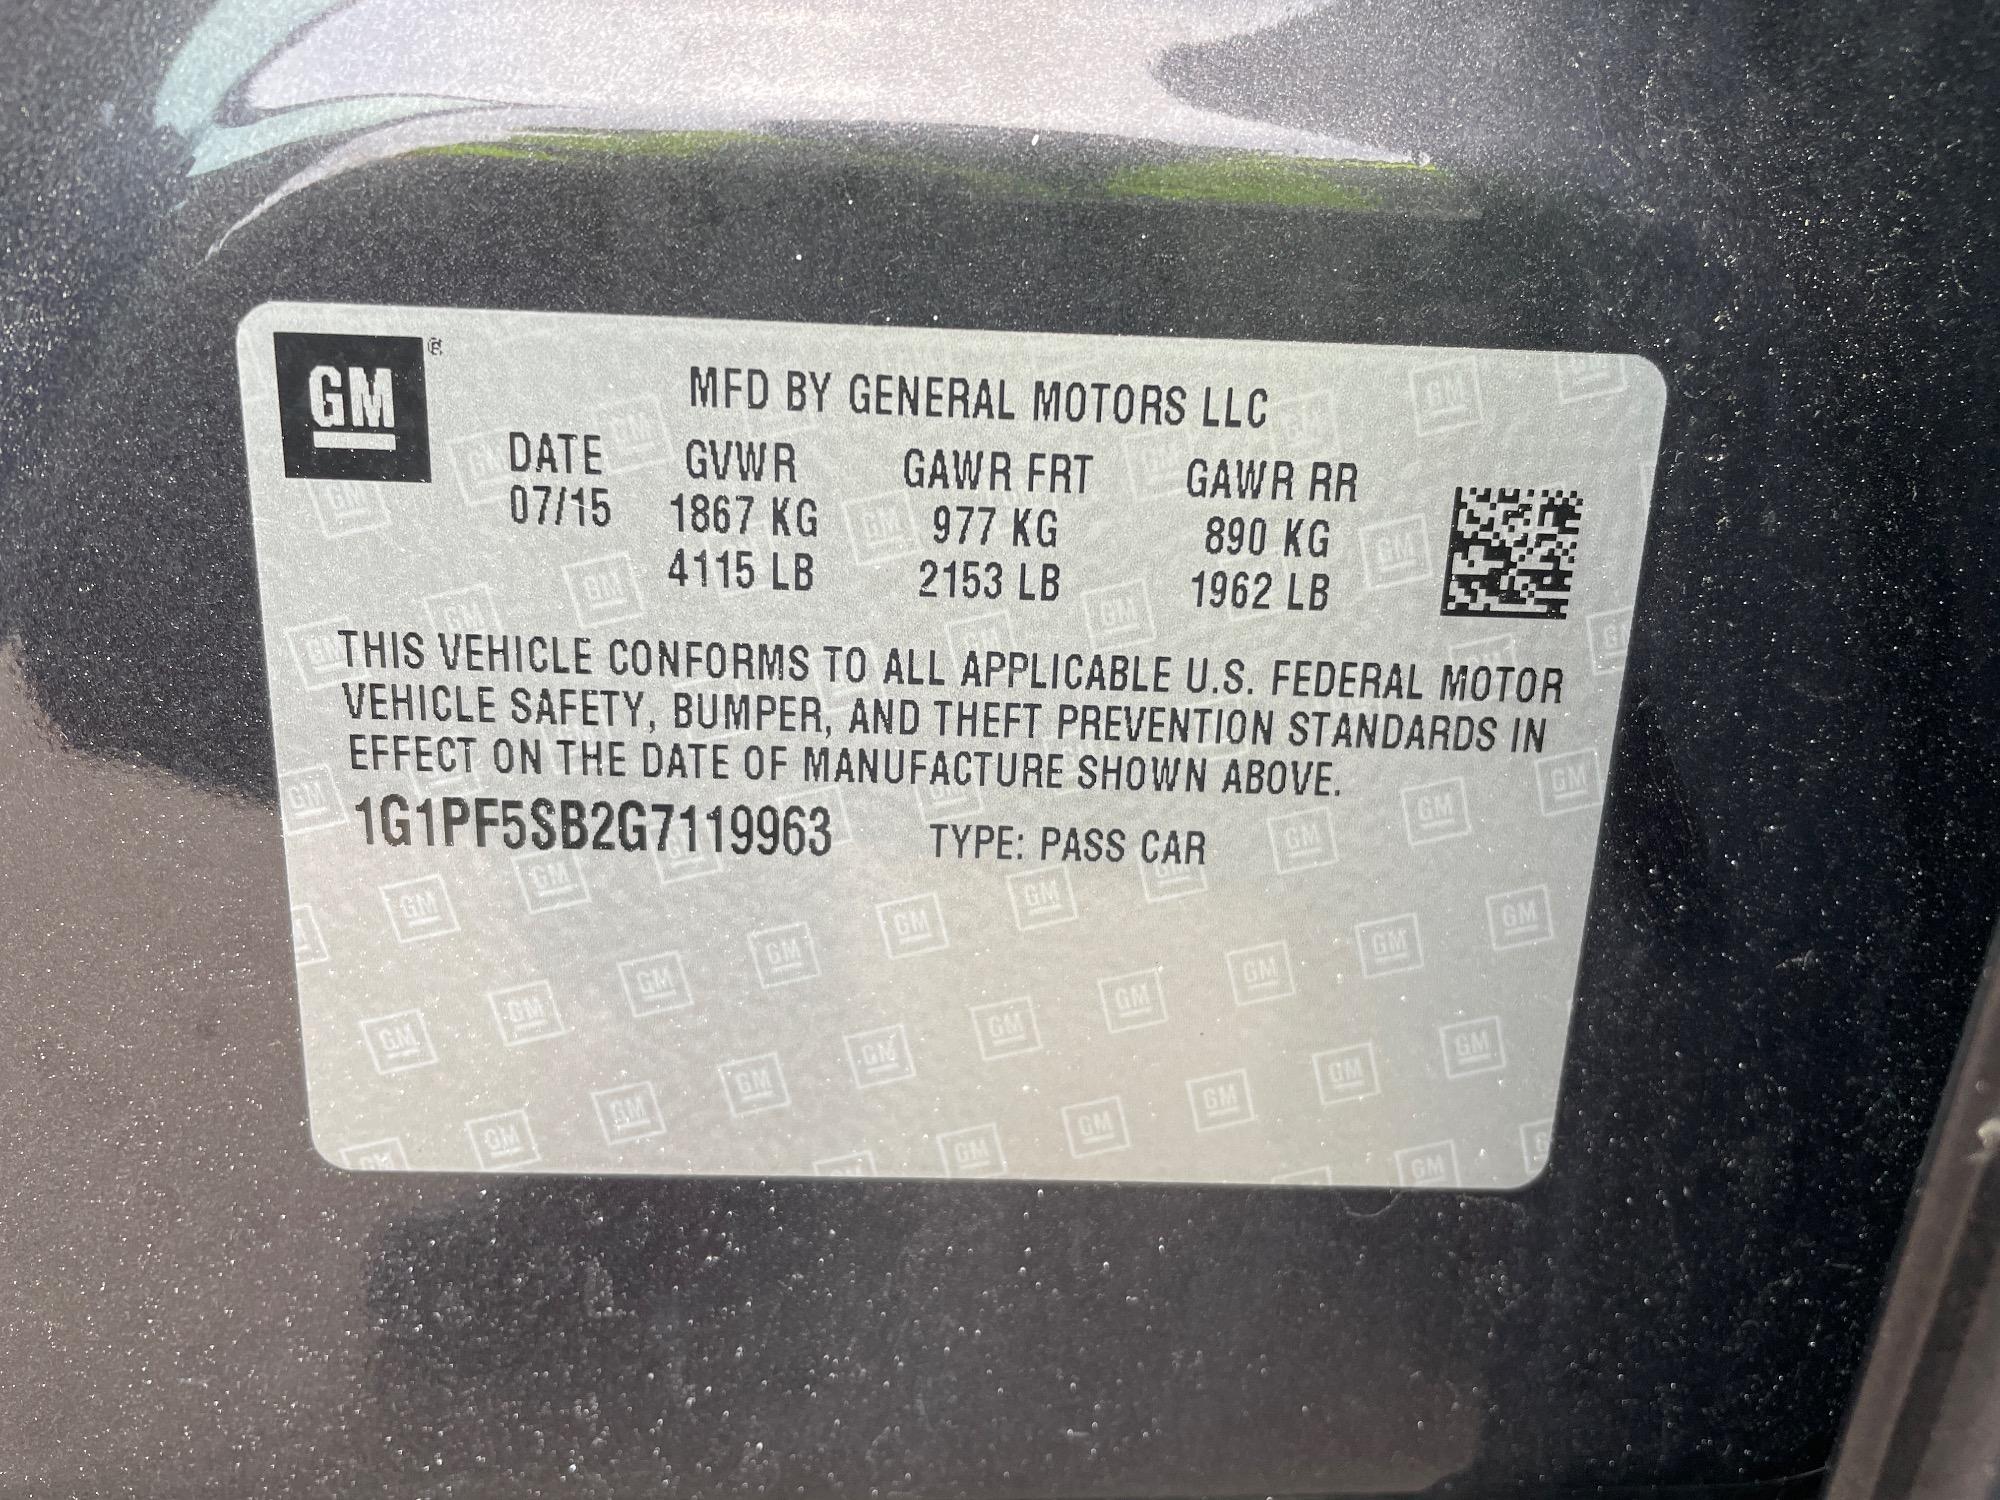 GM®
MFD BY GENERAL MOTORS LLC
DATE GVWR GAWR FRT GAWR RR
07/15 1867 KG 977 KG 890 KG
4115 LB 2153 LB 1962 LB
THIS VEHICLE CONFORMS TO ALL APPLICABLE U.S. FEDERAL MOTOR
VEHICLE SAFETY, BUMPER, AND THEFT PREVENTION STANDARDS IN
EFFECT ON THE DATE OF MANUFACTURE SHOWN ABOVE.
1G1PF5SB2G7119963 TYPE: PASS CAR